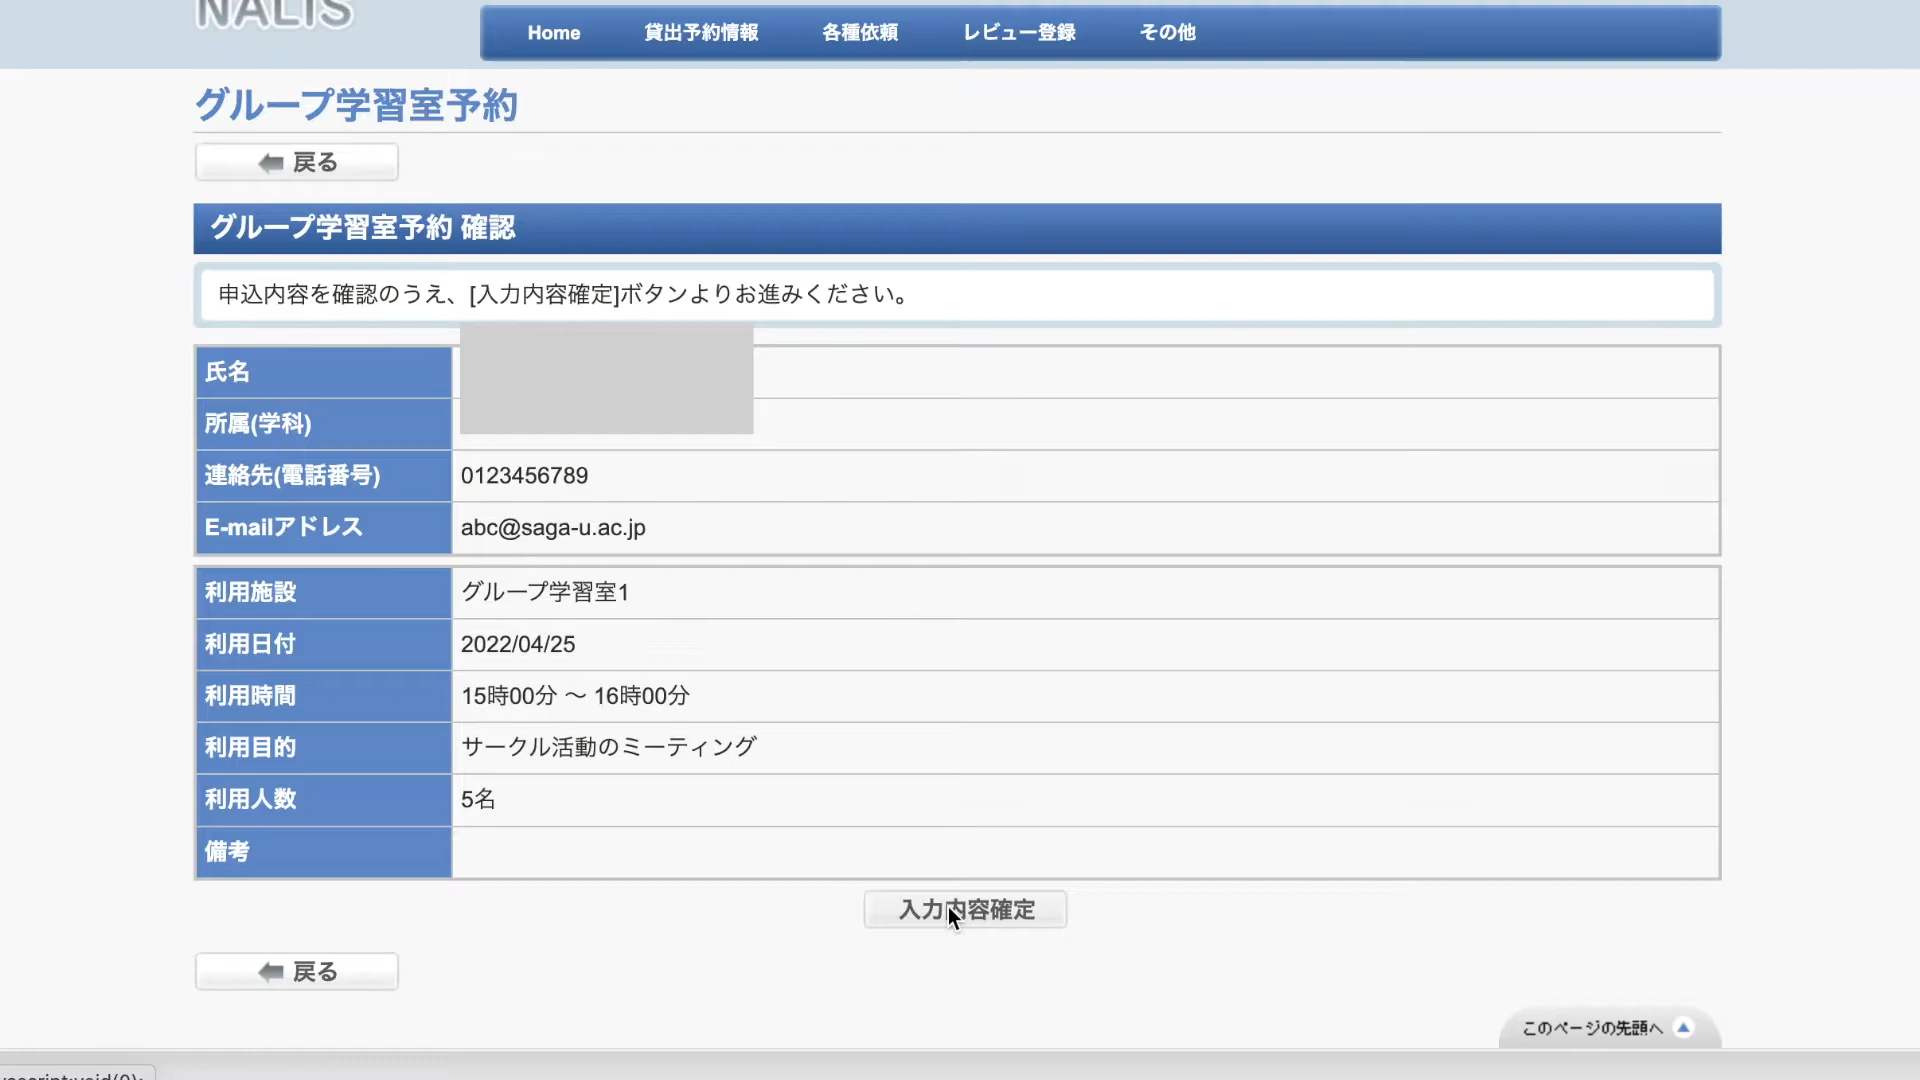 NALIS
Home 貸出予約情報 各種依頼 レビュー登録 その他
グループ学習室予約
戻る
グループ学習室予約 確認
申込内容を確認のうえ、[入力内容確定]ボタンよりお進みください。
氏名
所属(学科)
連絡先(電話番号) 0123456789
E-mailアドレス abc@saga-u.ac.jp
利用施設 グループ学習室1
利用日付 2022/04/25
利用時間 15時00分 ～ 16時00分
利用目的 サークル活動のミーティング
利用人数 5名
備考
入力内容確定
戻る
このページの先頭へ